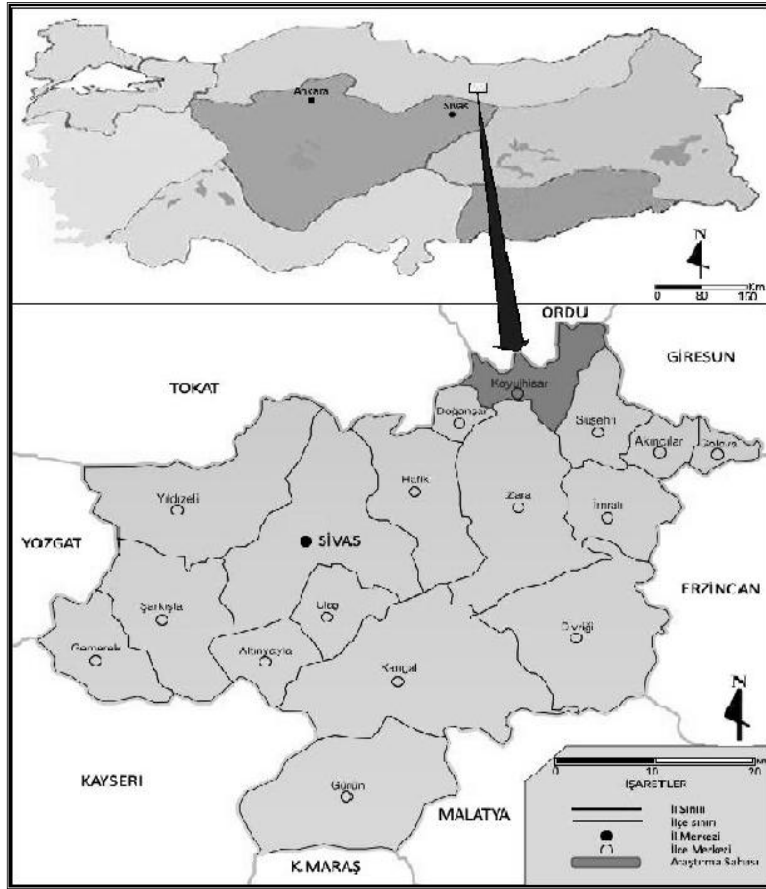 Ankara
Sivas
N
Km
0 80 160
ORDU
GİRESUN
TOKAT
Koyulhisar
Doğanşar
Suşehri
Akıncılar
Gölova
Hafik
Yıldızeli
Zara
İmralı
SİVAS
YOZGAT
ERZİNCAN
Şarkışla
Ulaş
Divriği
Gemerek
Altınyayla
Kangal
N
KAYSERI
Gürün
MALATYA
K.MARAŞ
0 10 20
İŞARETLER
İl Sınırı
İlçe sınırı
İl Merkezi
İlçe Merkezi
Araştırma Sahası